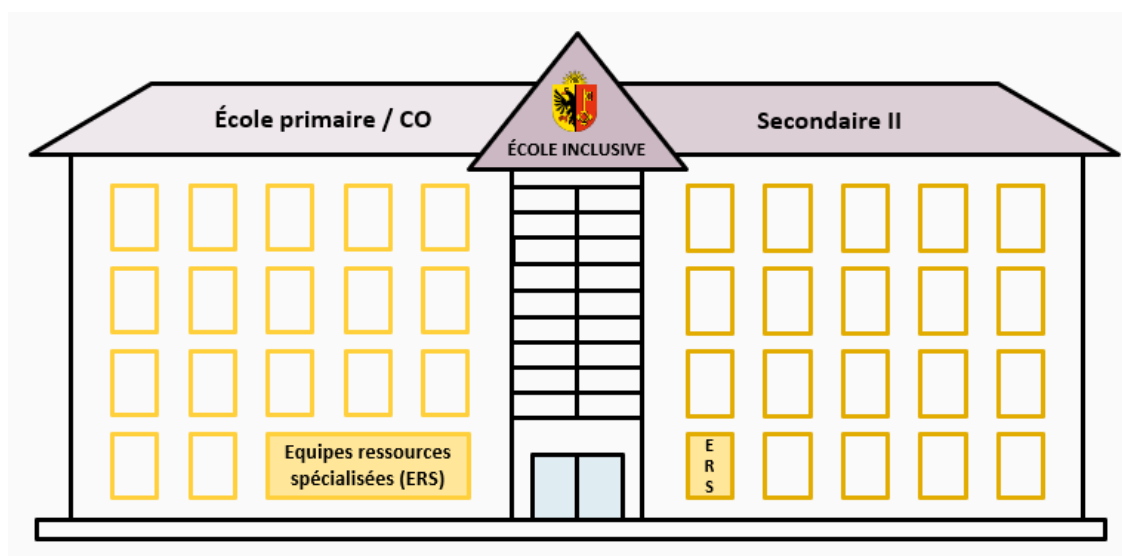 École primaire / CO
ÉCOLE INCLUSIVE
Secondaire II
Equipes ressources
spécialisées (ERS)
E
R
S